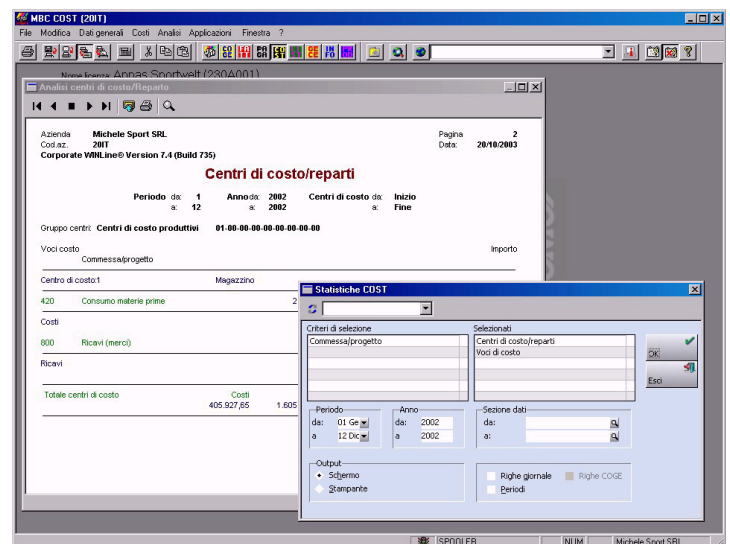 MBC COST (20IT)
File Modifica Dati generali Costi Analisi Applicazioni Finestra ?
Nome licenza: Annas Sportwelt (230A001)
Analisi centri di costo/Reparto
Azienda Michele Sport SRL Pagina 2
Cod.az. 20IT Data: 20/10/2003
Corporate WINLine® Version 7.4 (Build 735)
Centri di costo/reparti
Periodo da: 1 Anno da: 2002 Centri di costo da: Inizio
a: 12 a: 2002 a: Fine
Gruppo centri: Centri di costo produttivi 01-00-00-00-00-00-00-00
Voci costo Importo
Commessa/progetto
Centro di costo:1 Magazzino
420 Consumo materie prime 2
Costi
800 Ricavi (merci)
Ricavi
Totale centri di costo Costi
405.927,65 1.605
Statistiche COST
Criteri di selezione Selezionati
Commessa/progetto Centri di costo/reparti
Voci di costo
OK
Esci
Periodo Anno Sezione dati
da: 01 Ge da: 2002 da:
a 12 Dic a 2002 a:
Output
Schermo Righe giornale Righe COGE
Stampante Periodi
SPOOLER NUM Michele Sport SRL